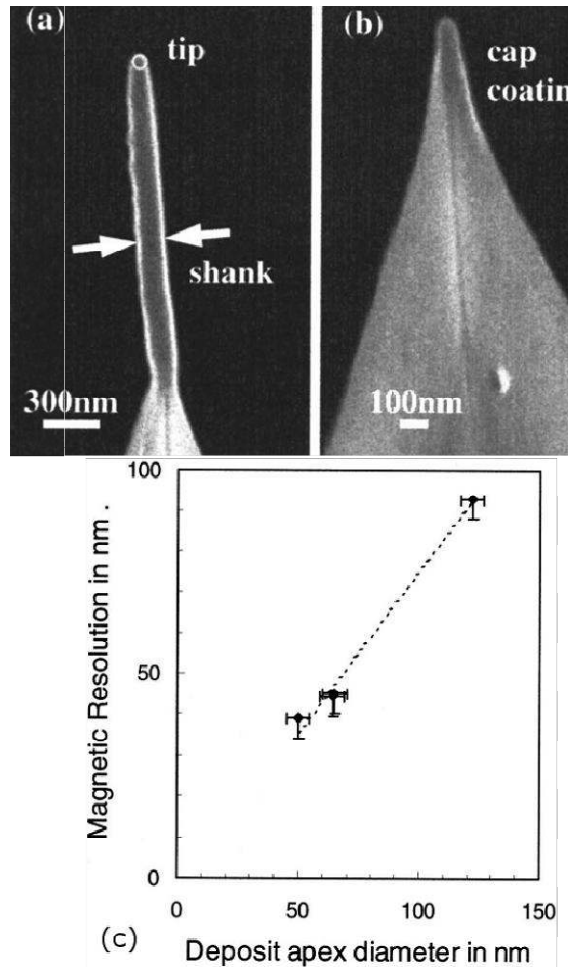 (a)
tip
shank
300nm
(b)
cap
coatin
100nm
100
50
0
Magnetic Resolution in nm .
0
50
100
150
(c)
Deposit apex diameter in nm